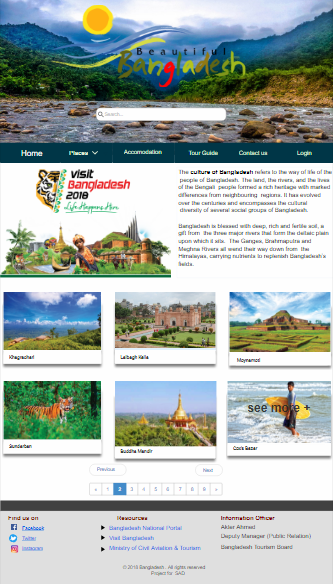 Beautiful
Bangladesh
Search...
Home
Places
Accomodation
Tour Guide
Contact us
Login
visit
Bangladesh
2018
Life Happens Here
The culture of Bangladesh refers to the way of life of the
people of Bangladesh. The land, the rivers, and the lives
of the Bengali people formed a rich heritage with marked
differences from neighbouring regions. It has evolved
over the centuries and encompasses the cultural
diversity of several social groups of Bangladesh.
Bangladesh is blessed with deep, rich and fertile soil, a
gift from the three major rivers that form the deltaic plain
upon which it sits. The Ganges, Brahmaputra and
Meghna Rivers all wend their way down from the
Himalayas, carrying nutrients to replenish Bangladesh's
fields.
Khagrachari
Lalbagh Kella
Moynamoti
see more +
Sundarban
Buddha Mandir
Cox's Bazar
Previous
Next
« 1 2 3 4 5 6 7 8 9 »
Find us on
Facebook
Twitter
Instagram
Resources
Bangladesh National Portal
Visit Bangladesh
Ministry of Civil Aviation & Tourism
Information Officer
Akter Ahmed
Deputy Manager (Public Relation)
Bangladesh Tourism Board
© 2018 Bangladesh . All rights reserved
Project for SAD